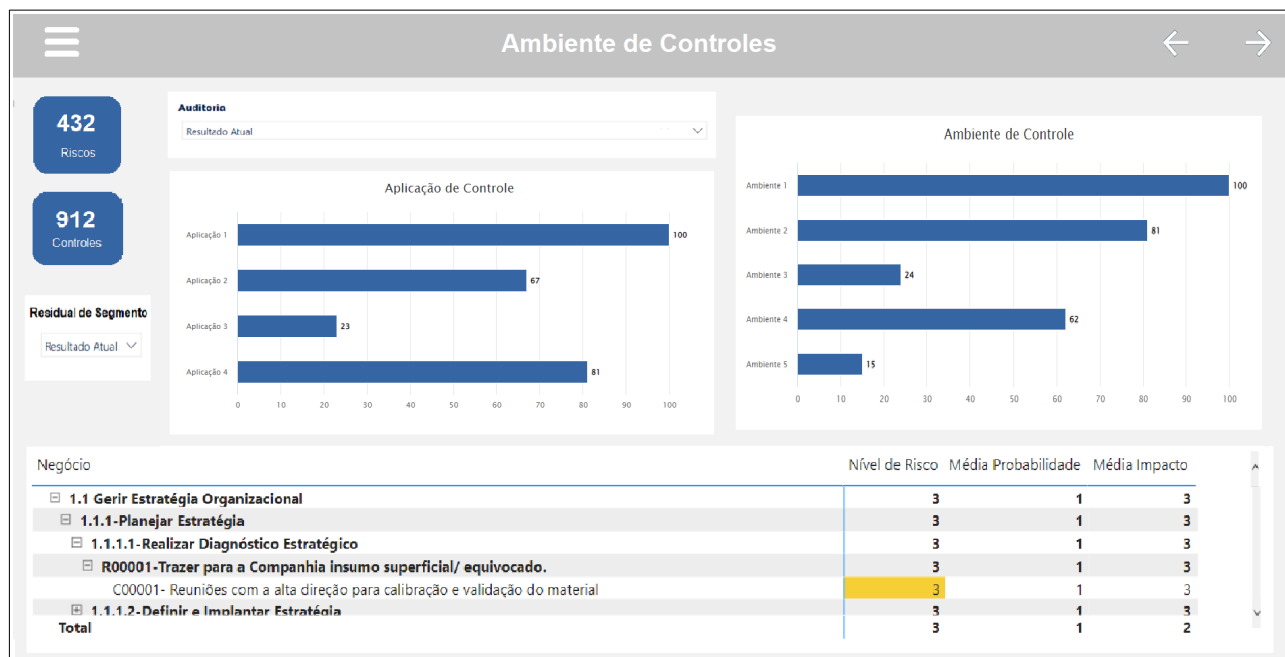 Ambiente de Controles
432
Riscos
912
Controles
Residual de Segmento
Resultado Atual
Auditoria
Resultado Atual
Aplicação de Controle
Aplicação 1
100
Aplicação 2
67
Aplicação 3
23
Aplicação 4
81
0 10 20 30 40 50 60 70 80 90 100
Ambiente de Controle
Ambiente 1
100
Ambiente 2
81
Ambiente 3
24
Ambiente 4
62
Ambiente 5
15
0 10 20 30 40 50 60 70 80 90 100
Negócio Nível de Risco Média Probabilidade Média Impacto
1.1 Gerir Estratégia Organizacional 3 1 3
1.1.1-Planejar Estratégia 3 1 3
1.1.1.1-Realizar Diagnóstico Estratégico 3 1 3
R00001-Trazer para a Companhia insumo superficial/ equivocado. 3 1 3
C00001- Reuniões com a alta direção para calibração e validação do material 3 1 3
1.1.1.2-Definir e Implantar Estratégia 3 1 3
Total 3 1 2